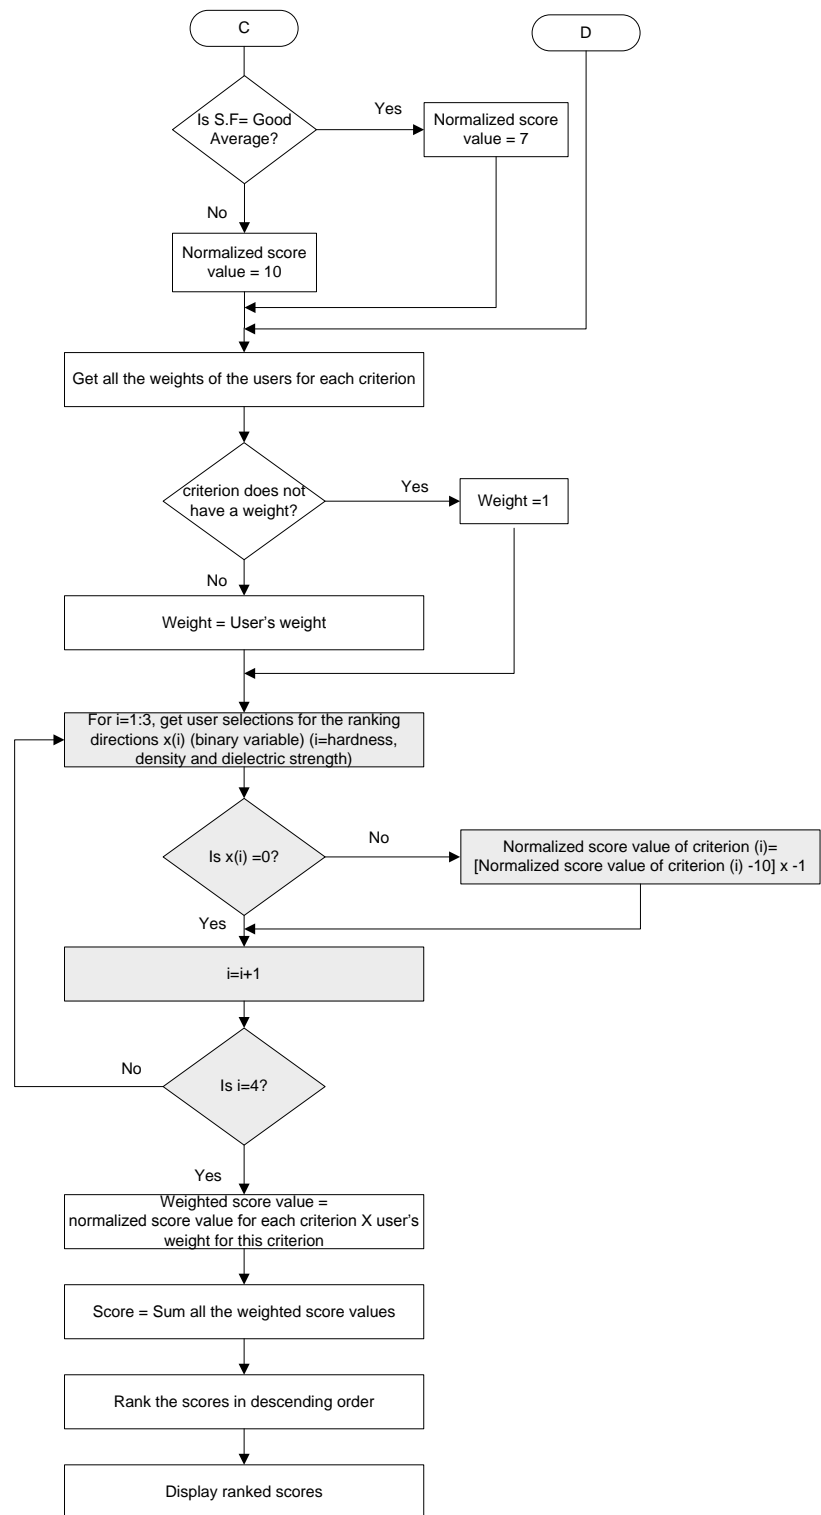 C
D
Is S.F= Good
Average?
Yes
Normalized score
value = 7
No
Normalized score
value = 10
Get all the weights of the users for each criterion
criterion does not
have a weight?
Yes
Weight =1
No
Weight = User's weight
For i=1:3, get user selections for the ranking
directions x(i) (binary variable) (i=hardness,
density and dielectric strength)
Is x(i) =0?
No
Normalized score value of criterion (i)=
[Normalized score value of criterion (i) -10] x -1
Yes
i=i+1
No
Is i=4?
Yes
Weighted score value =
normalized score value for each criterion X user's
weight for this criterion
Score = Sum all the weighted score values
Rank the scores in descending order
Display ranked scores